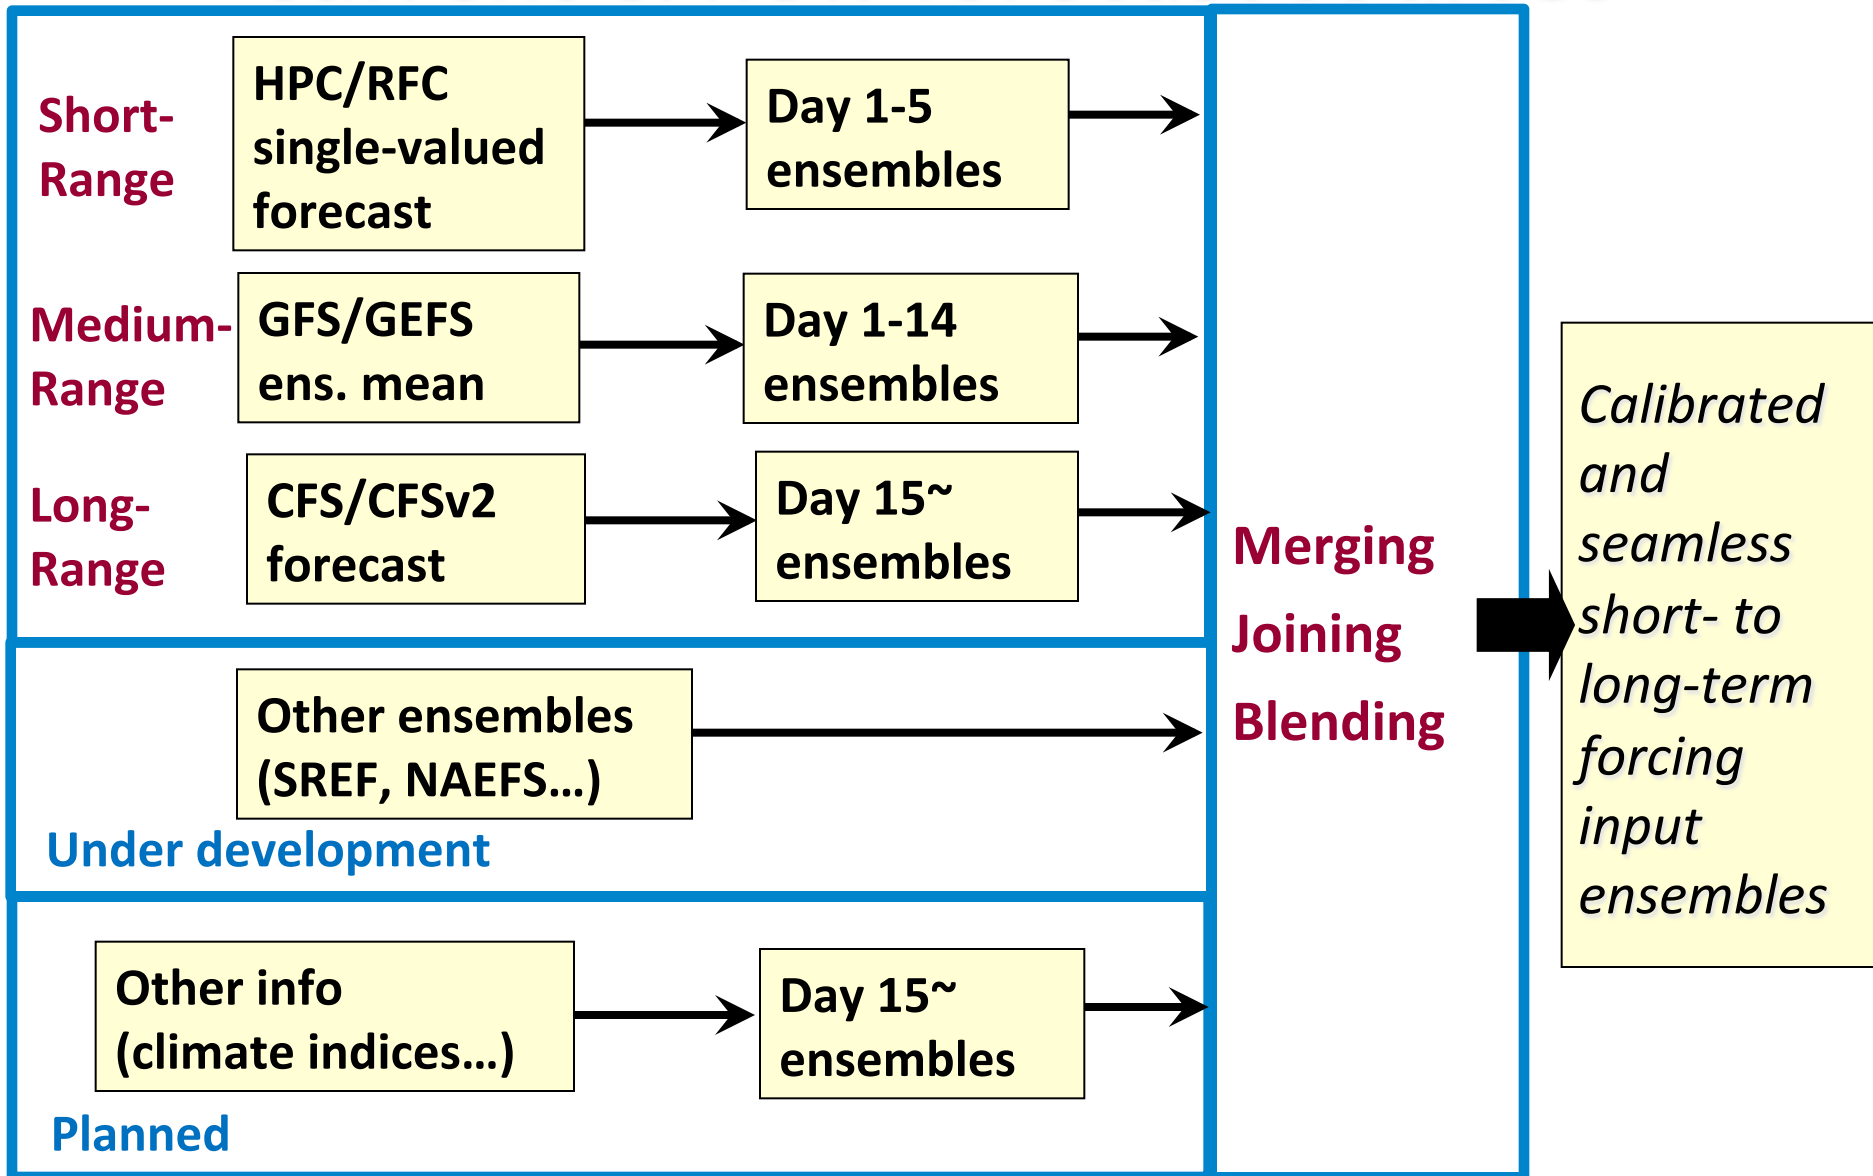 Short-
Range
HPC/RFC
single-valued
forecast
Day 1-5
ensembles
Medium-
Range
GFS/GEFS
ens. mean
Day 1-14
ensembles
Long-
Range
CFS/CFSv2
forecast
Day 15~
ensembles
Other ensembles
(SREF, NAEFS…)
Under development
Other info
(climate indices…)
Day 15~
ensembles
Planned
Merging
Joining
Blending
Calibrated
and
seamless
short- to
long-term
forcing
input
ensembles